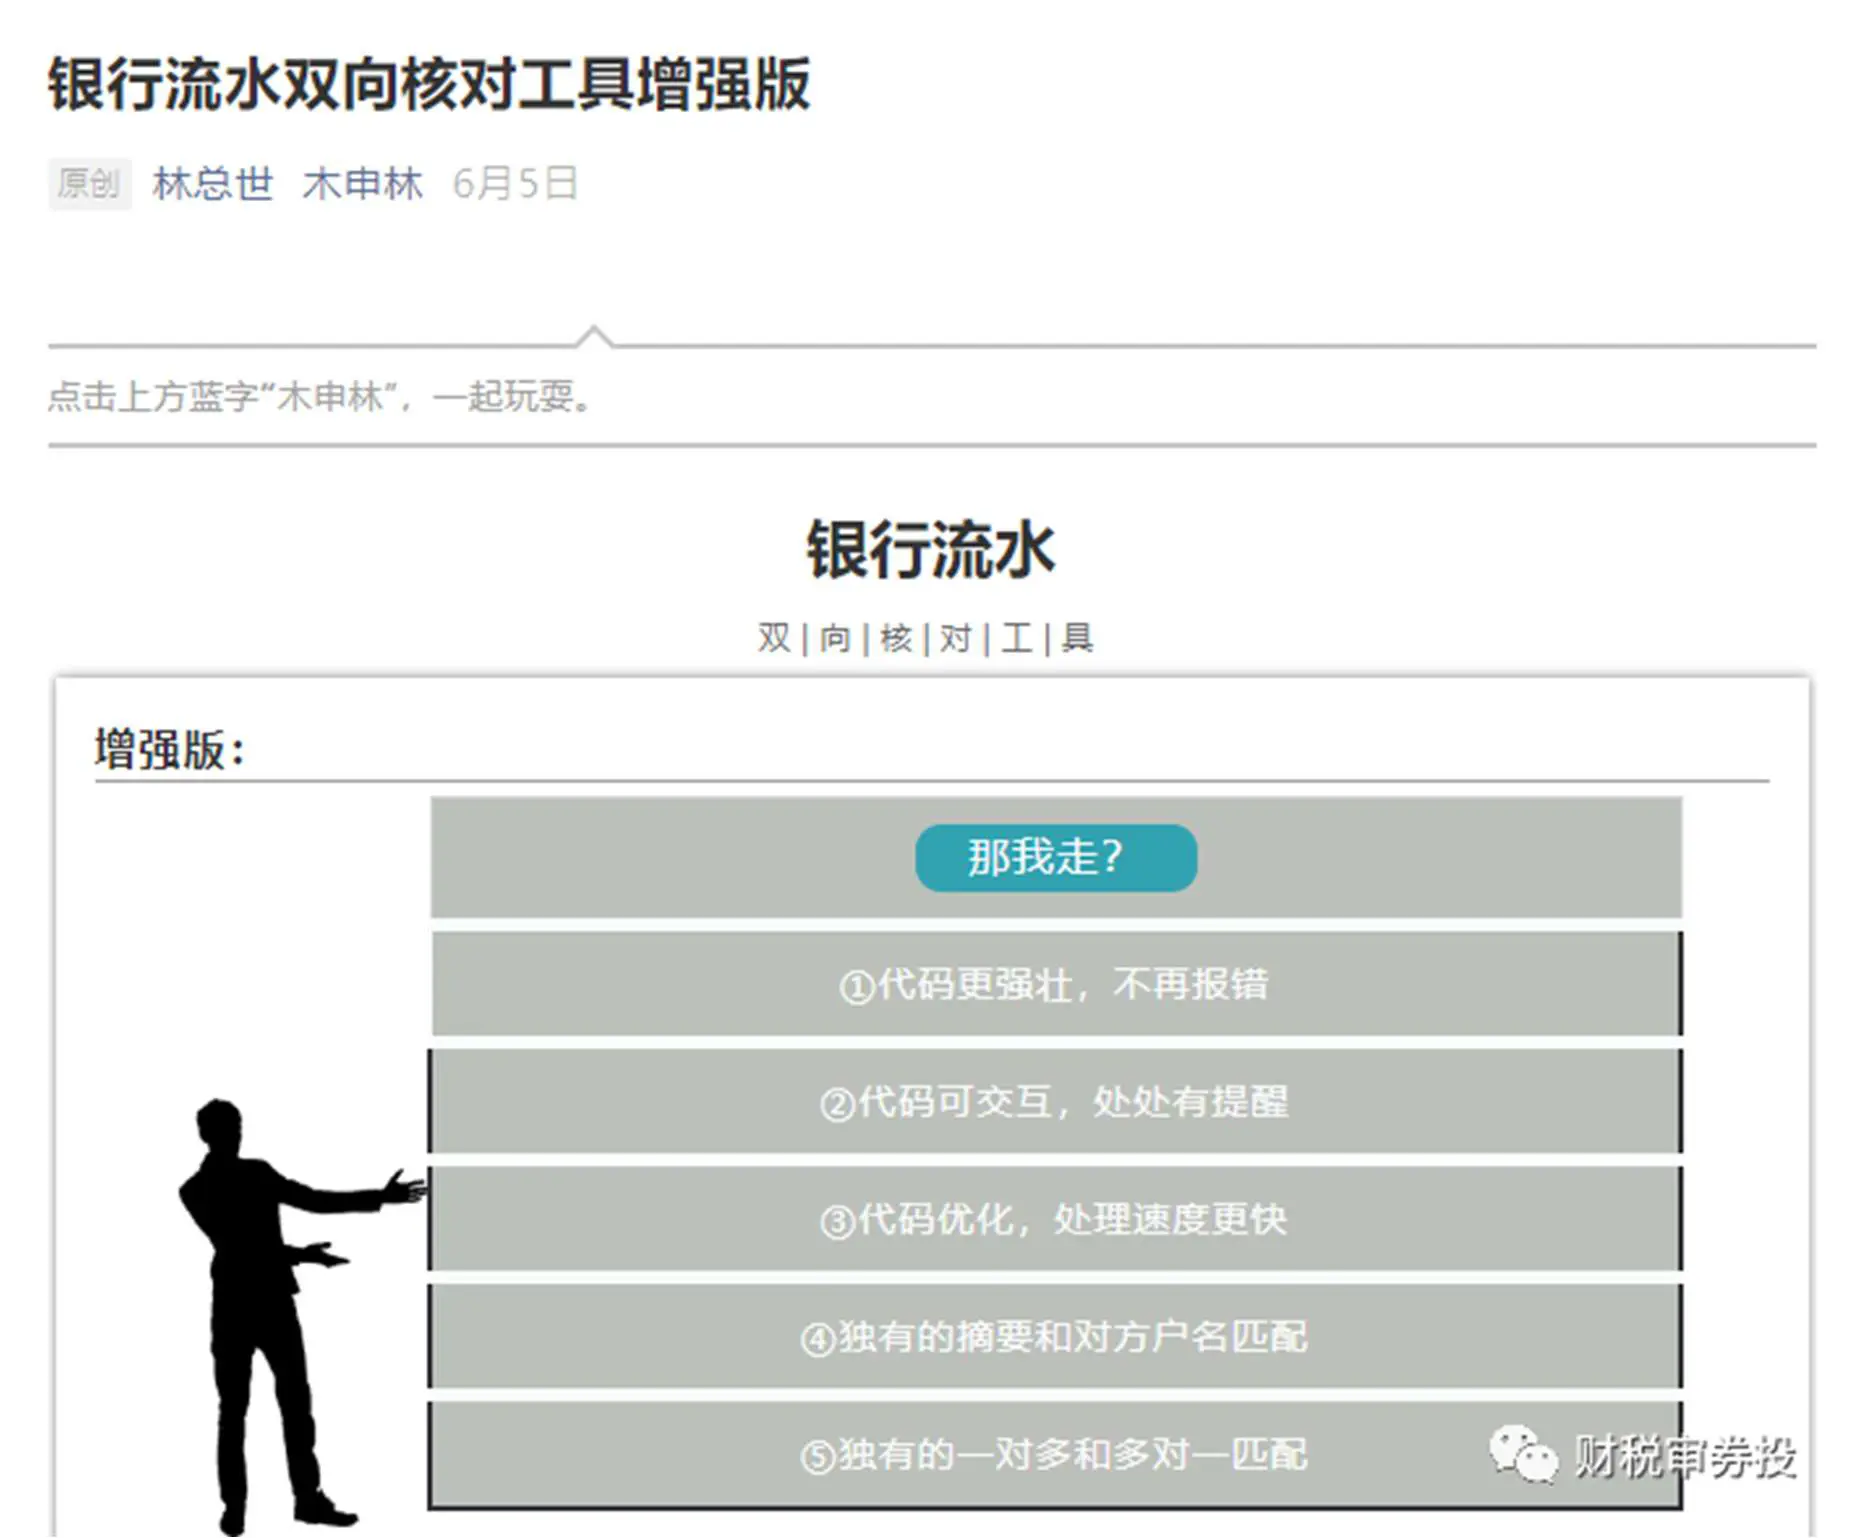 银行流水双向核对工具增强版
原创 林总世 木申林 6月5日
点击上方蓝字“木申林”，一起玩耍。
银行流水
双|向|核|对|工|具
增强版：
那我走？
①代码更强壮，不再报错
②代码可交互，处处有提醒
③代码优化，处理速度更快
④独有的摘要和对方户名匹配
⑤独有的一对多和多对一匹配
财税审券投